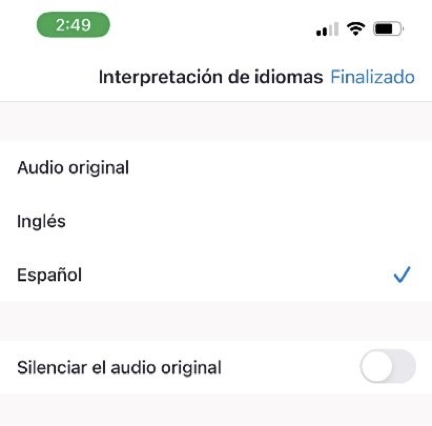 2:49
Interpretación de idiomas Finalizado
Audio original
Inglés
Español
Silenciar el audio original